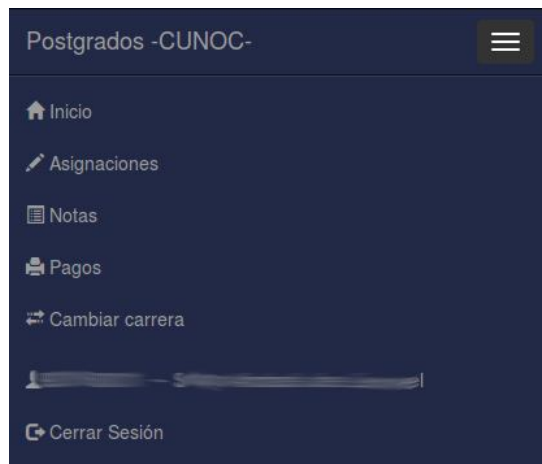 Postgrados -CUNOC-
Inicio
Asignaciones
Notas
Pagos
Cambiar carrera
Cerrar Sesión